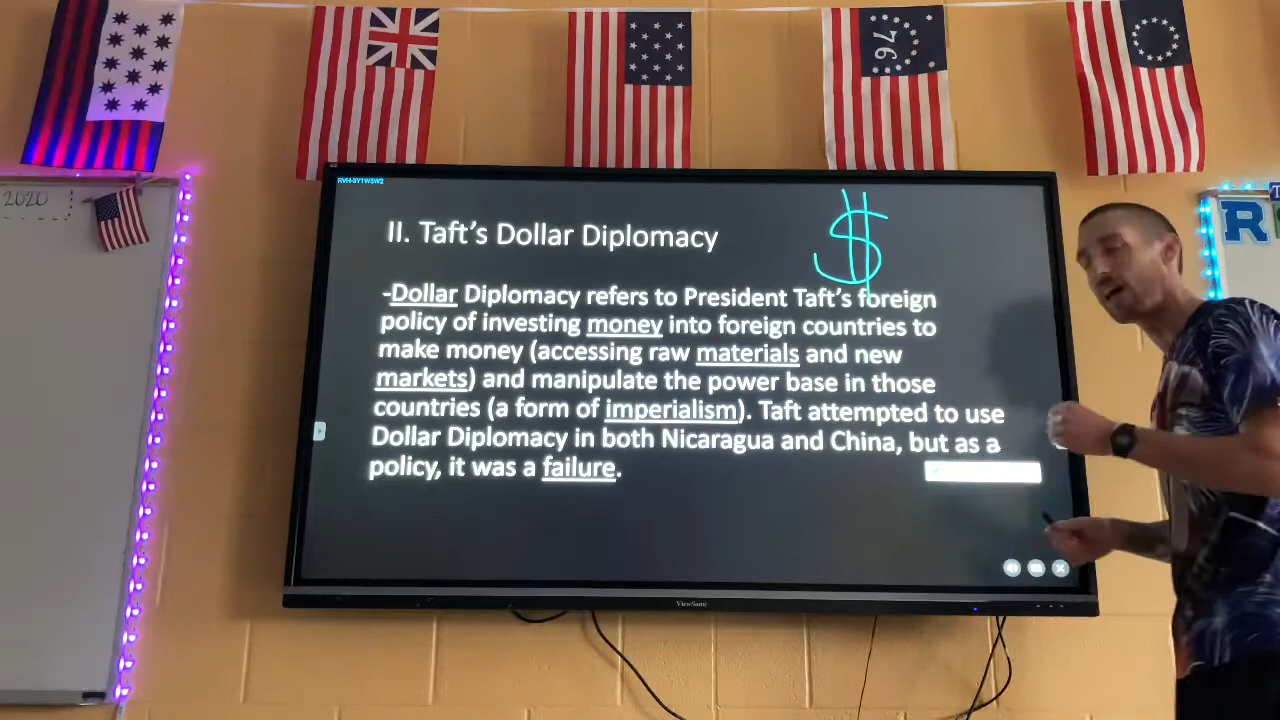 2020
76
RVH-SY1WSW2
II. Taft's Dollar Diplomacy
$
-Dollar Diplomacy refers to President Taft's foreign
policy of investing money into foreign countries to
make money (accessing raw materials and new
markets) and manipulate the power base in those
countries (a form of imperialism). Taft attempted to use
Dollar Diplomacy in both Nicaragua and China, but as a
policy, it was a failure.
ViewSonic
R